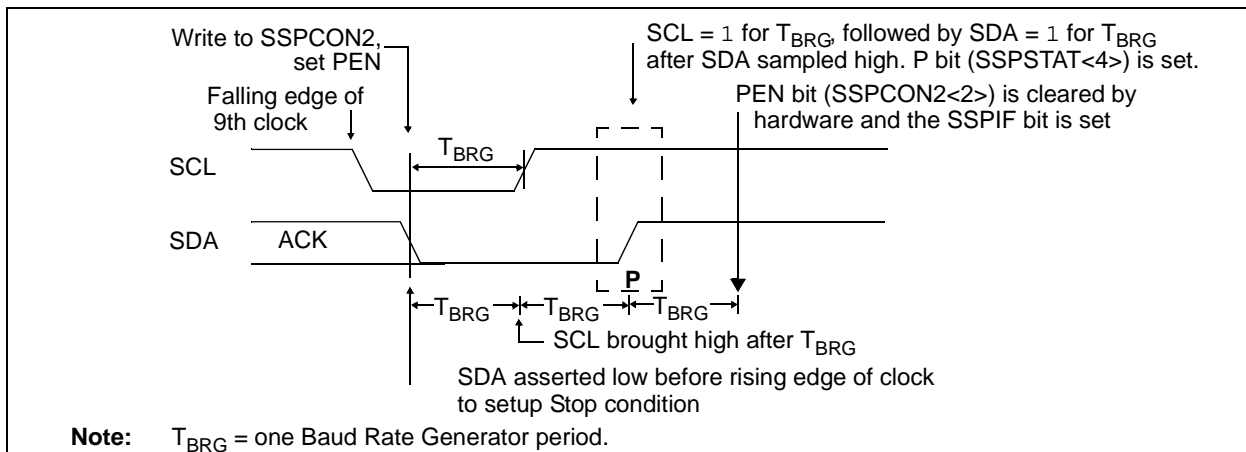 Write to SSPCON2,
set PEN
SCL = 1 for TBRG, followed by SDA = 1 for TBRG
after SDA sampled high. P bit (SSPSTAT<4>) is set.
Falling edge of
9th clock
PEN bit (SSPCON2<2>) is cleared by
hardware and the SSPIF bit is set
TBRG
SCL
SDA
ACK
P
TBRG
TBRG
TBRG
SCL brought high after TBRG
SDA asserted low before rising edge of clock
to setup Stop condition
Note: TBRG = one Baud Rate Generator period.